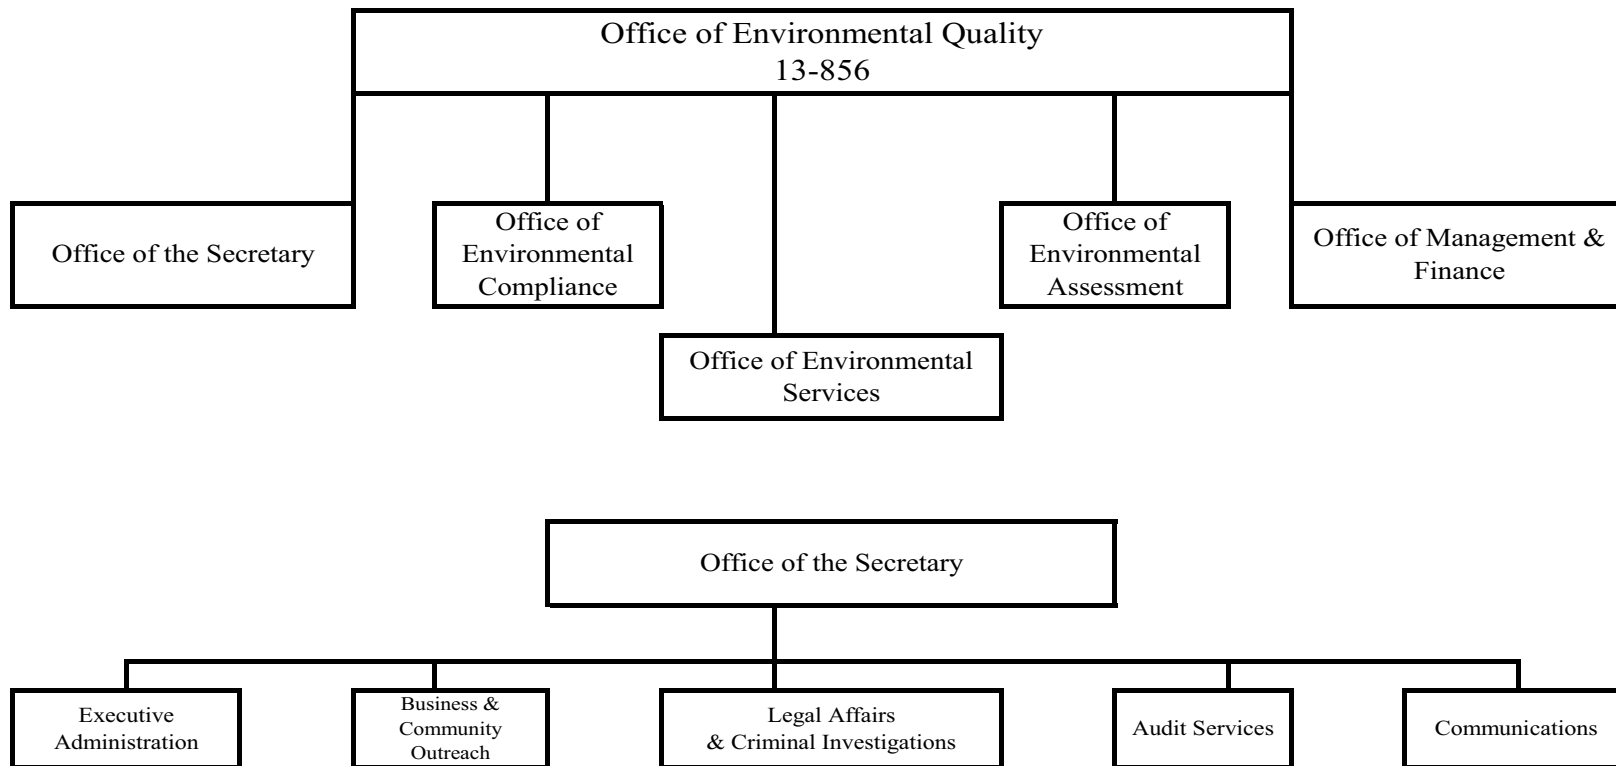 Office of Environmental Quality
13-856
Office of the Secretary
Office of
Environmental
Compliance
Office of Environmental
Services
Office of
Environmental
Assessment
Office of Management &
Finance
Office of the Secretary
Executive
Administration
Business &
Community
Outreach
Legal Affairs
& Criminal Investigations
Audit Services
Communications